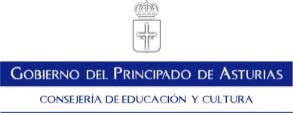 GOBIERNO DEL PRINCIPADO DE ASTURIAS
CONSEJERÍA DE EDUCACIÓN Y CULTURA